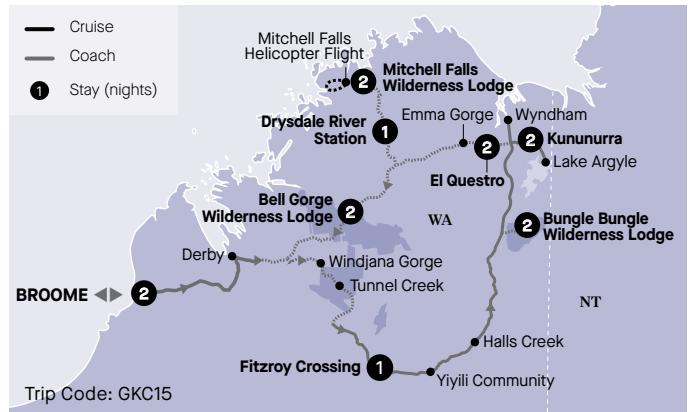 Cruise
Coach
1 Stay (nights)
Mitchell Falls
Helicopter Flight
2 Mitchell Falls
Wilderness Lodge
Drysdale River
Station
1
Emma Gorge
Wyndham
2 Kununurra
Lake Argyle
2
El Questro
Bell Gorge
Wilderness Lodge
2
WA
2 Bungle Bungle
Wilderness Lodge
Derby
Windjana Gorge
Tunnel Creek
BROOME 2
NT
Halls Creek
Fitzroy Crossing 1
Yiyili Community
Trip Code: GKC15